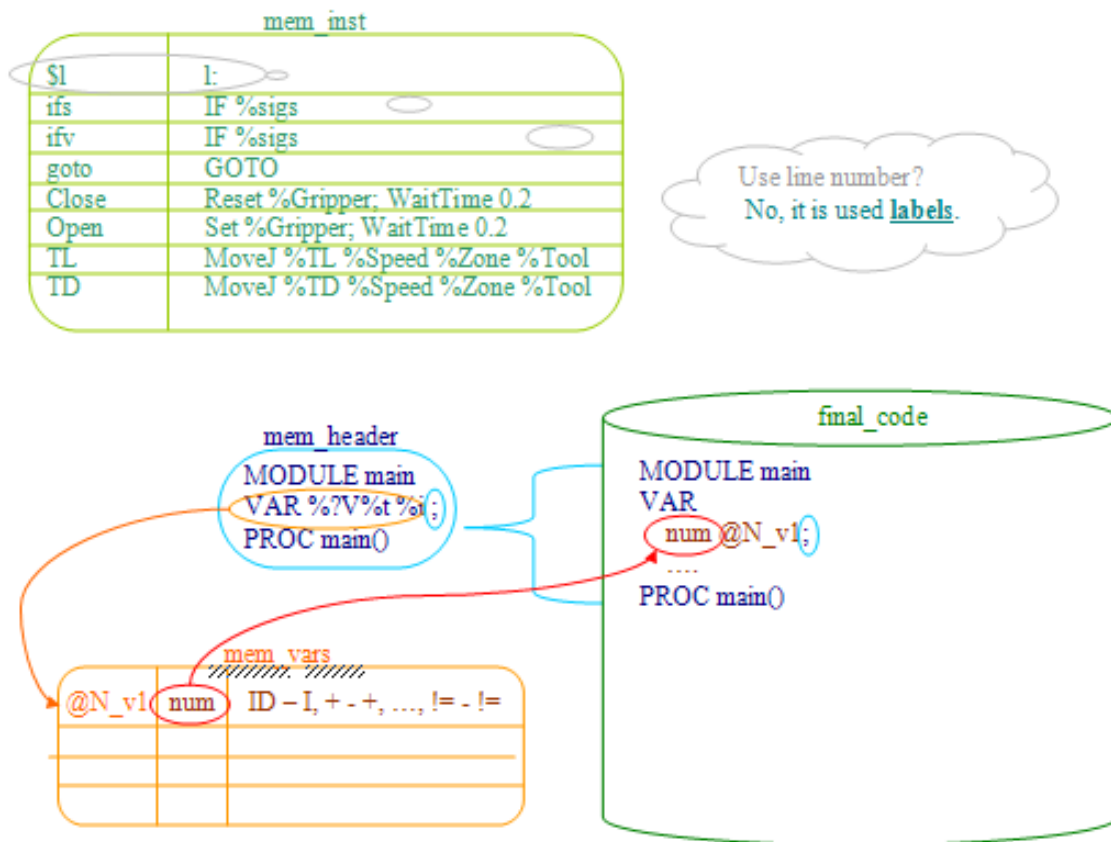 mem_inst
$l l:
ifs IF %sigs
ifv IF %sigs
goto GOTO
Close Reset %Gripper; WaitTime 0.2
Open Set %Gripper; WaitTime 0.2
TL MoveJ %TL %Speed %Zone %Tool
TD MoveJ %TD %Speed %Zone %Tool
Use line number?
No, it is used labels.
mem_header
MODULE main
VAR %?V%t %i ;
PROC main()
final_code
MODULE main
VAR
num @N_v1;
....
PROC main()
mem_vars
@N_v1 num ID – I, + - +, …, != - !=